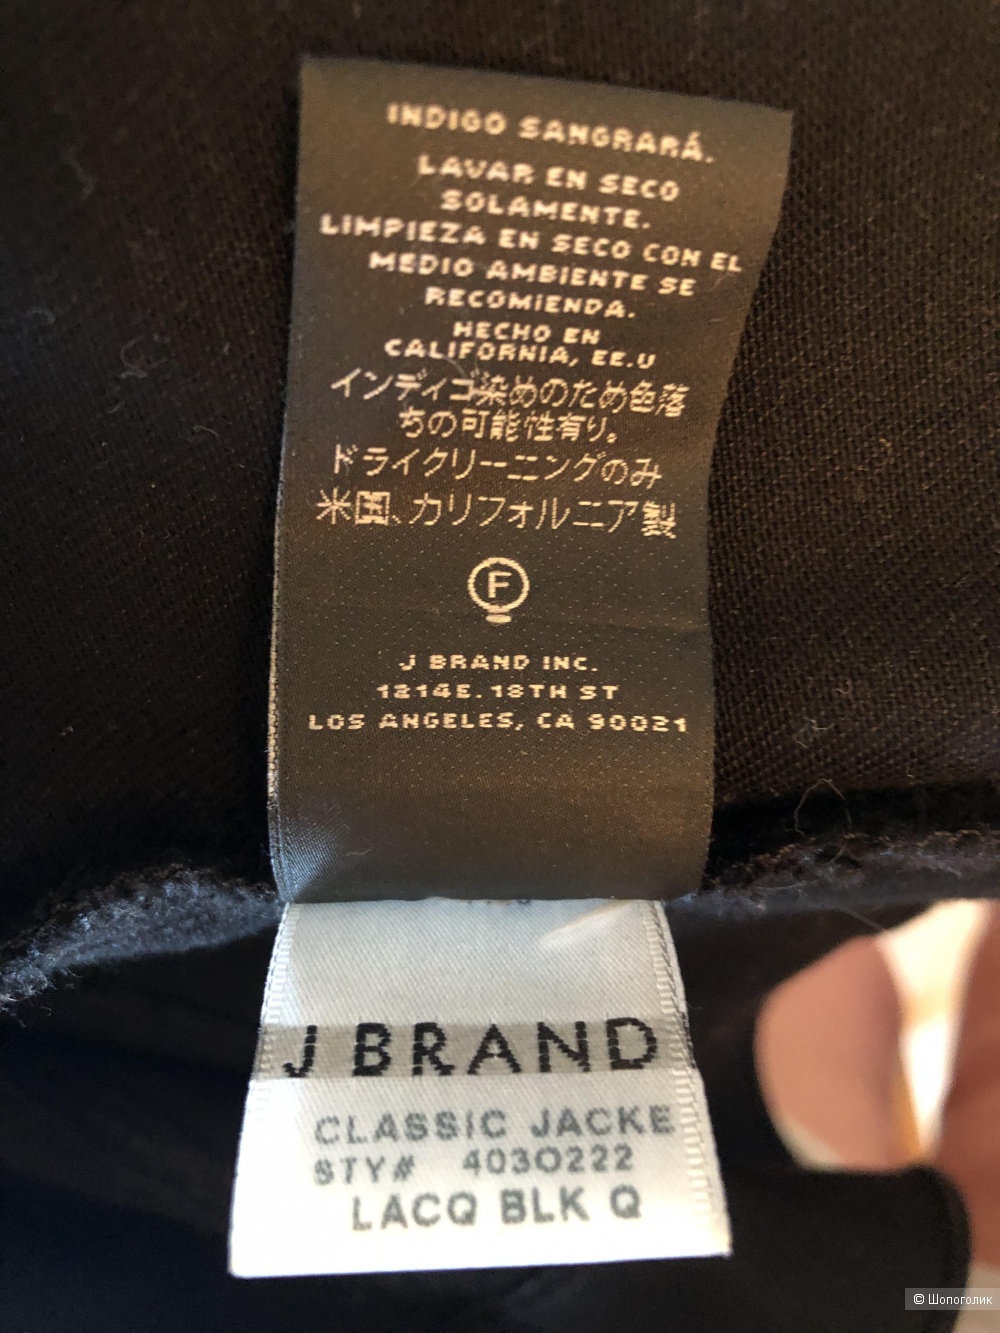 INDIGO SANGRARÁ.
LAVAR EN SECO
SOLAMENTE.
LIMPIEZA EN SECO CON EL
MEDIO AMBIENTE SE
RECOMIENDA.
HECHO EN
CALIFORNIA, EE.U
インディゴ染めのため色落
ちの可能性有り。
ドライクリーニングのみ
米国、カリフォルニア製
F
J BRAND INC.
1214E. 18TH ST
LOS ANGELES, CA 90021
J BRAND
CLASSIC JACKE
STY# 4030222
LACQ BLK Q
© Шопоголик